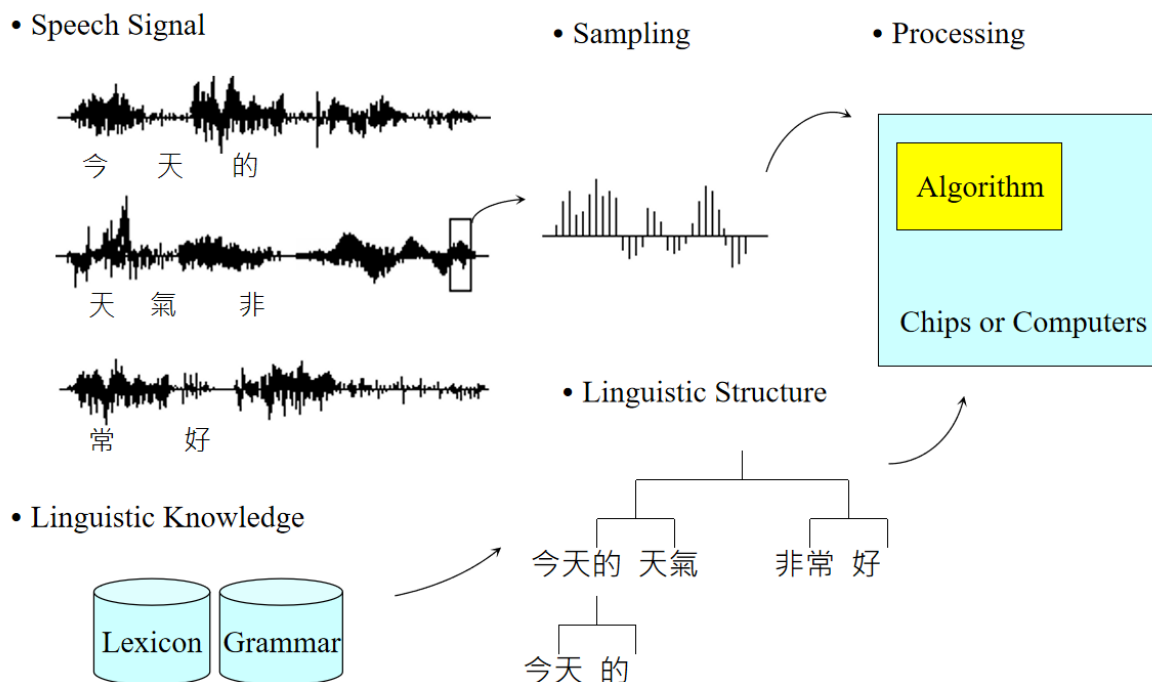 • Speech Signal
今 天 的
天 氣 非
常 好
• Sampling
• Processing
Algorithm
Chips or Computers
• Linguistic Knowledge
Lexicon
Grammar
• Linguistic Structure
今天的 天氣 非常 好
今天 的